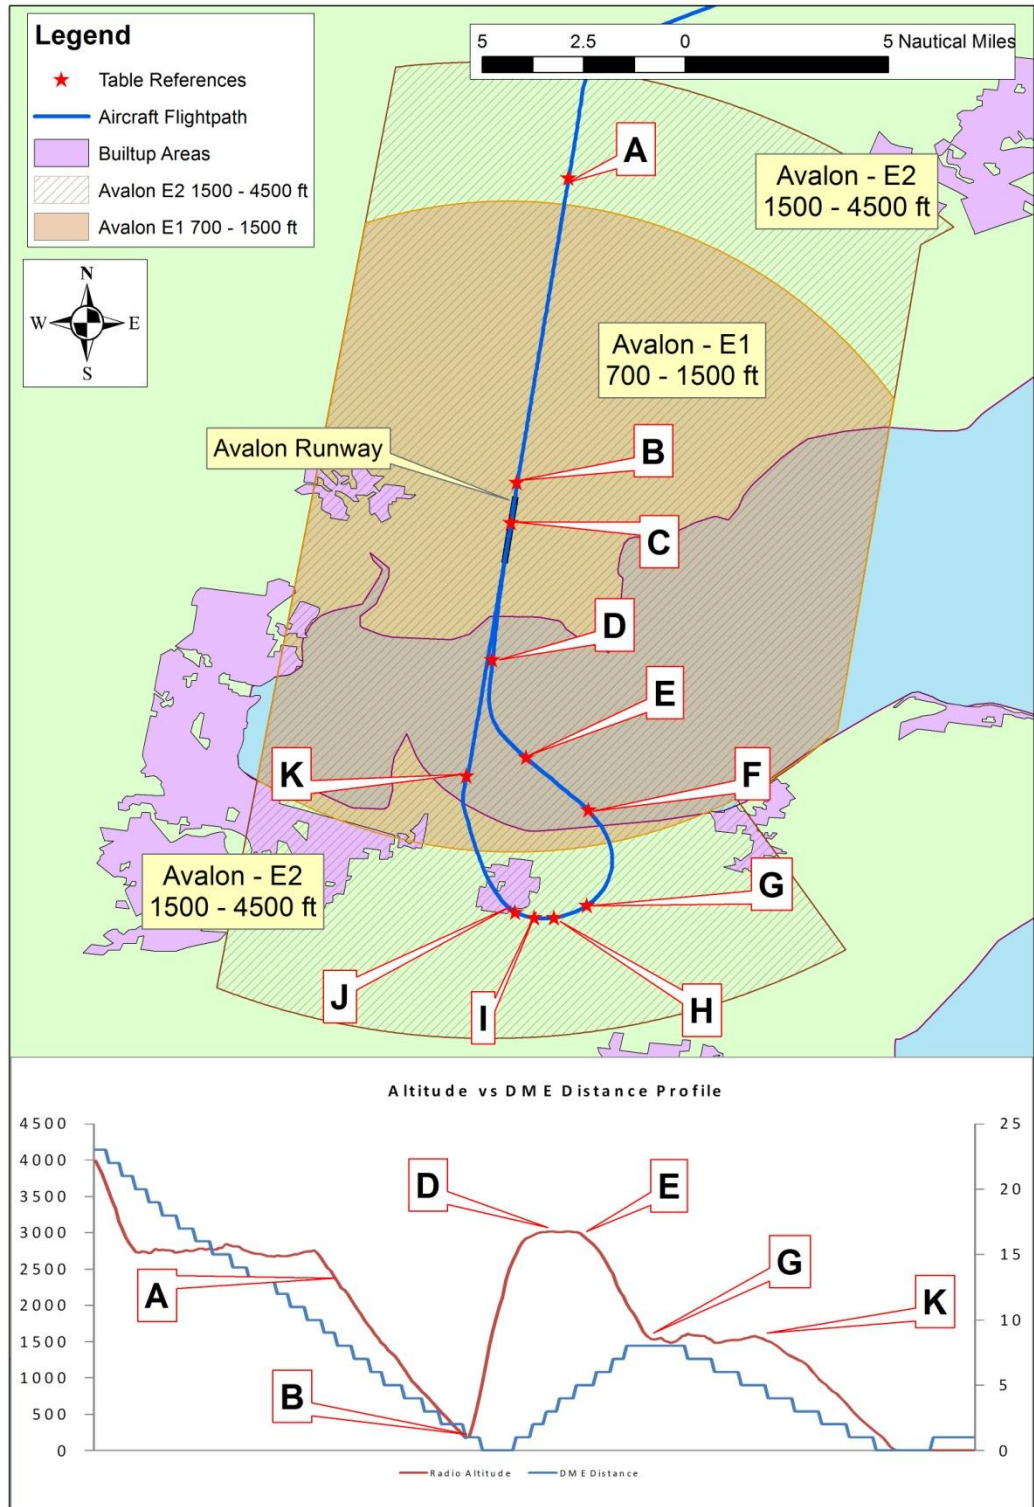 Legend
Table References
Aircraft Flightpath
Builtup Areas
Avalon E2 1500 - 4500 ft
Avalon E1 700 - 1500 ft
5 2.5 0 5 Nautical Miles
N
W E
S
A
Avalon - E2
1500 - 4500 ft
Avalon - E1
700 - 1500 ft
Avalon Runway
B
C
D
E
K
F
Avalon - E2
1500 - 4500 ft
G
J
I
H
Altitude vs DME Distance Profile
4500
4000
3500
3000
2500
2000
1500
1000
500
0
25
20
15
10
5
0
D
E
A
G
K
B
Radio Altitude
DME Distance